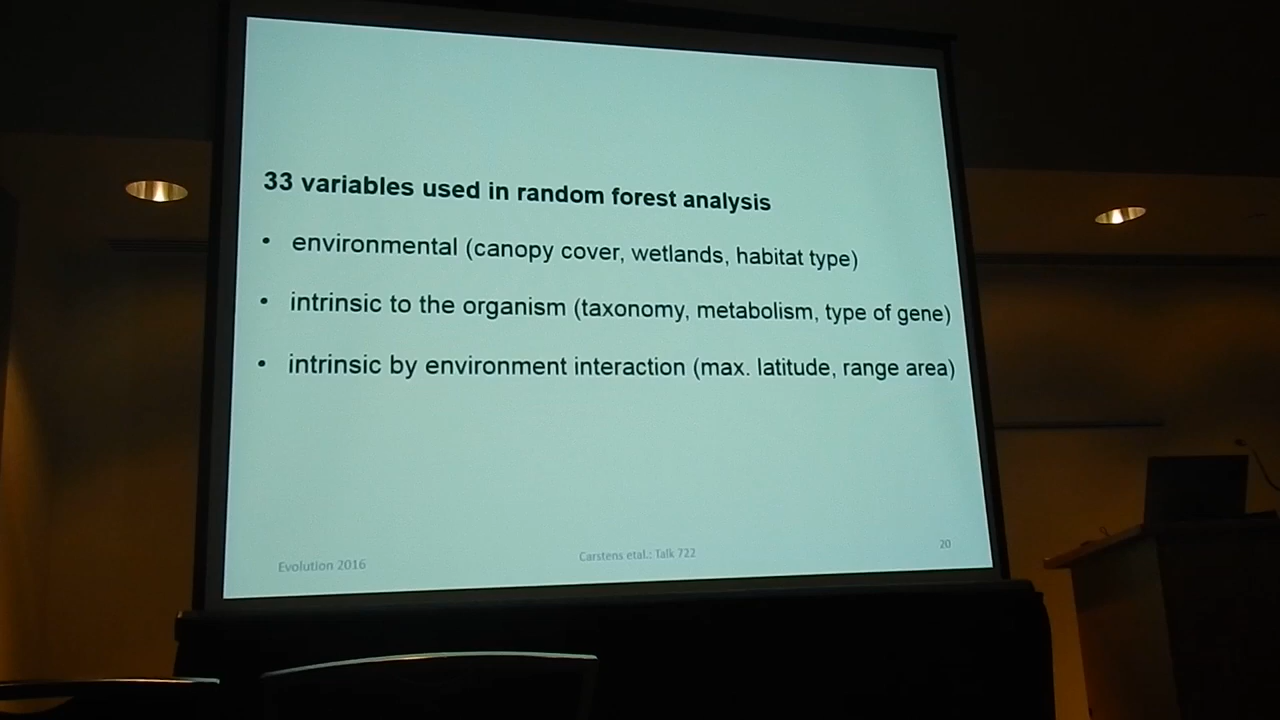 33 variables used in random forest analysis
• environmental (canopy cover, wetlands, habitat type)
• intrinsic to the organism (taxonomy, metabolism, type of gene)
• intrinsic by environment interaction (max. latitude, range area)
Evolution 2016
Carstens etal.: Talk 722
20